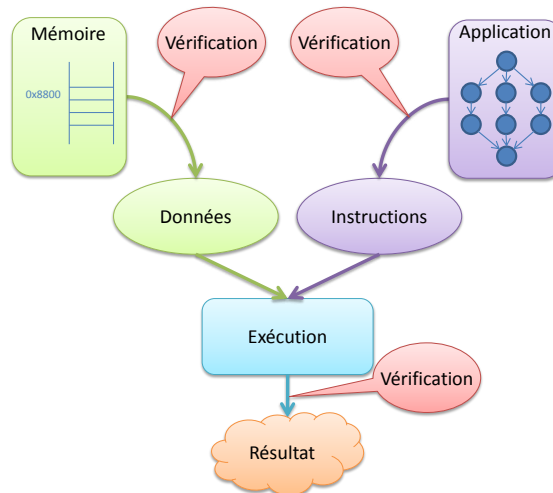 Mémoire
Vérification
Vérification
Application
0x8800
Données
Instructions
Exécution
Vérification
Résultat